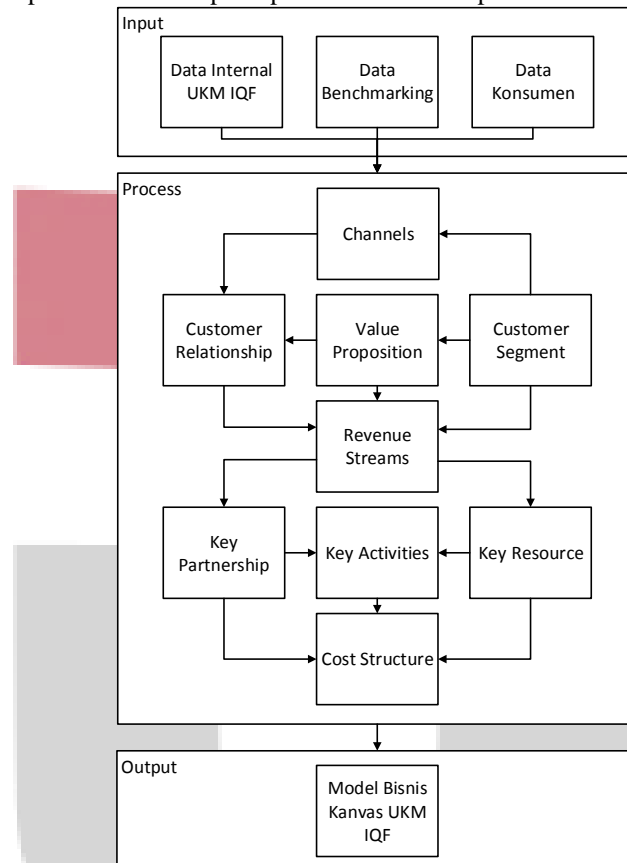 Input
Data Internal
UKM IQF
Data
Benchmarking
Data
Konsumen
Process
Channels
Customer
Relationship
Value
Proposition
Customer
Segment
Revenue
Streams
Key
Partnership
Key Activities
Key Resource
Cost Structure
Output
Model Bisnis
Kanvas UKM
IQF